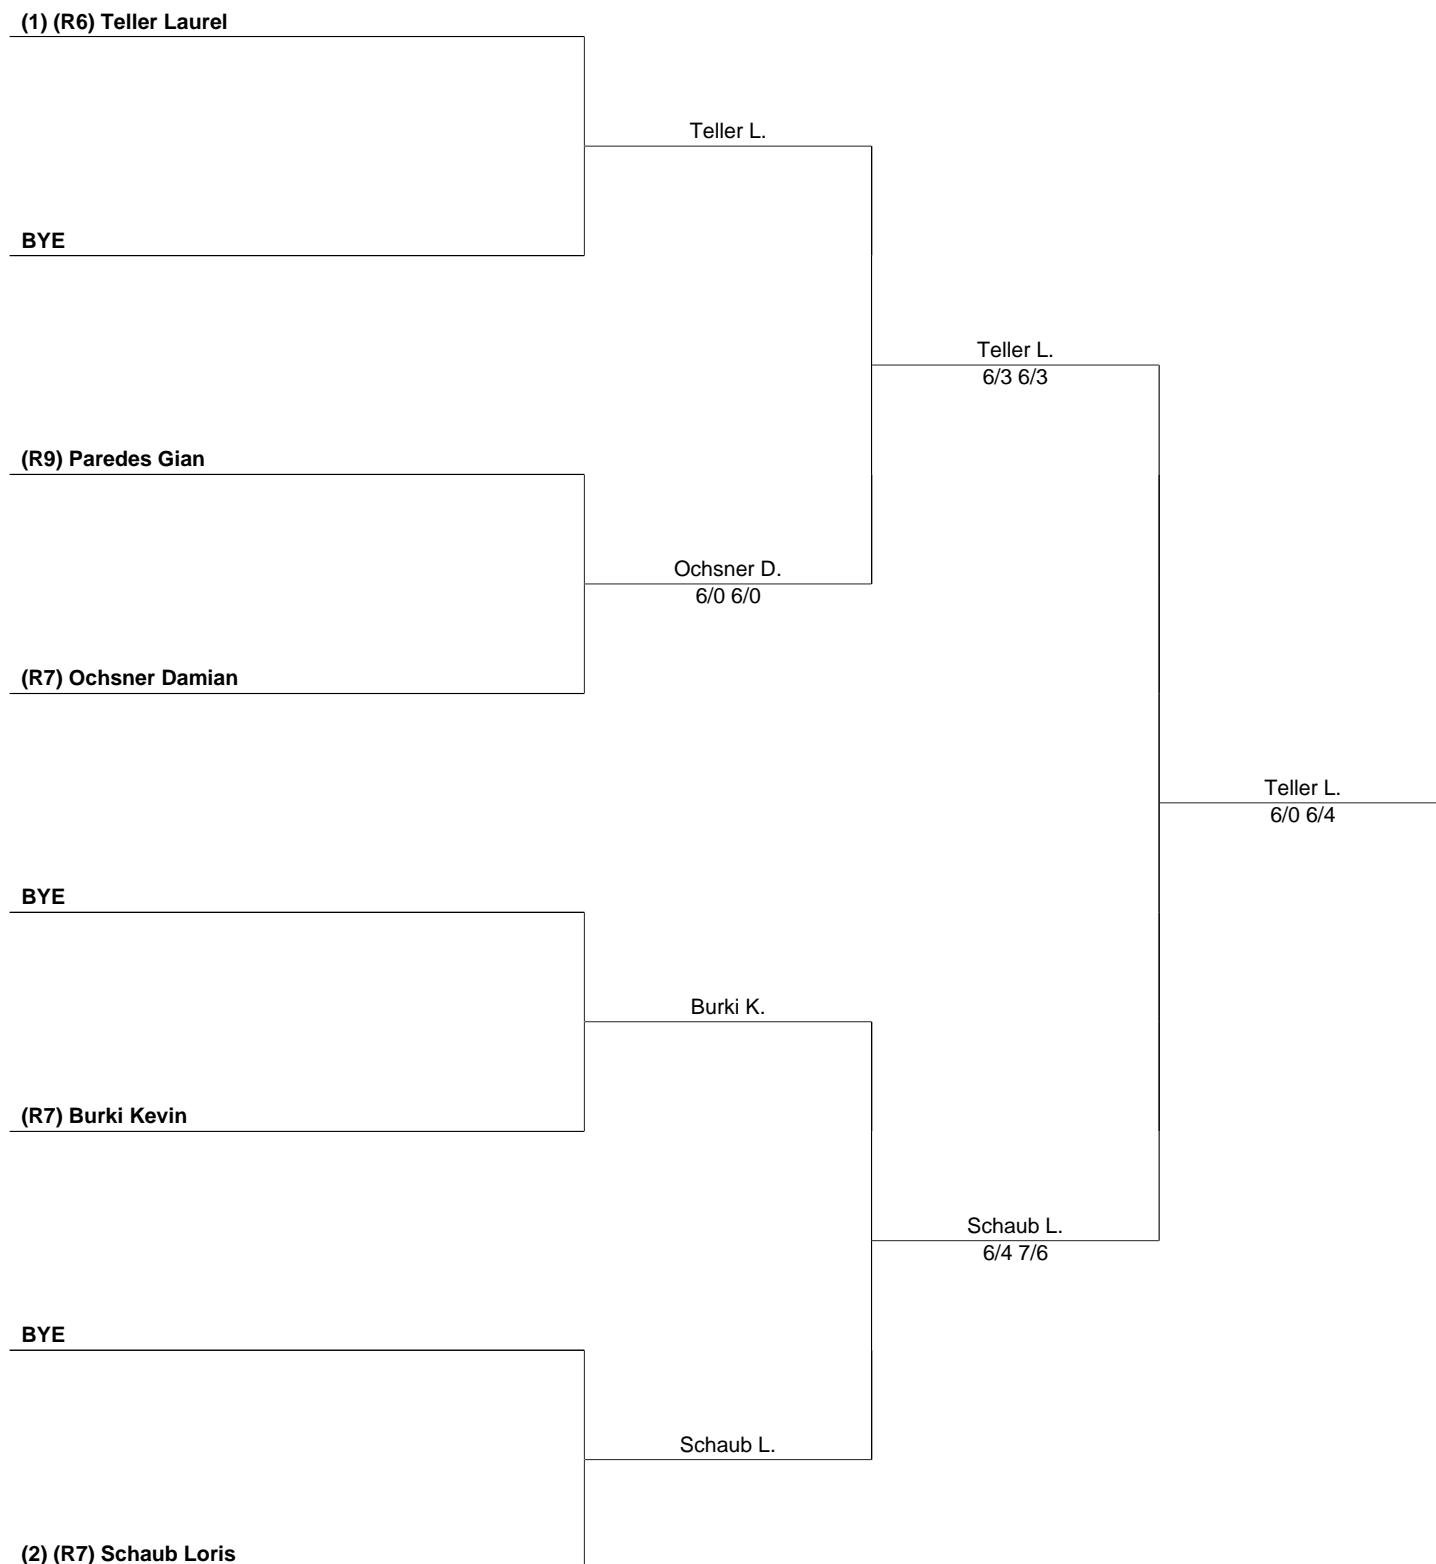 (1) (R6) Teller Laurel
Teller L.
BYE
Teller L.
6/3 6/3
(R9) Paredes Gian
Ochsner D.
6/0 6/0
(R7) Ochsner Damian
Teller L.
6/0 6/4
BYE
Burki K.
(R7) Burki Kevin
Schaub L.
6/4 7/6
BYE
Schaub L.
(2) (R7) Schaub Loris